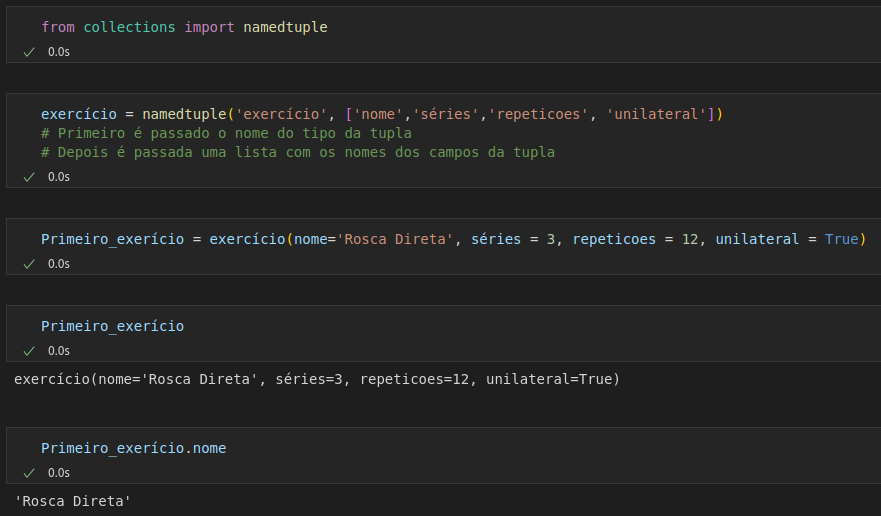 from collections import namedtuple
✓ 0.0s
exercício = namedtuple('exercício', ['nome','séries','repeticoes', 'unilateral'])
# Primeiro é passado o nome do tipo da tupla
# Depois é passada uma lista com os nomes dos campos da tupla
✓ 0.0s
Primeiro_exerício = exercício(nome='Rosca Direta', séries = 3, repeticoes = 12, unilateral = True)
✓ 0.0s
Primeiro_exerício
✓ 0.0s
exercício(nome='Rosca Direta', séries=3, repeticoes=12, unilateral=True)
Primeiro_exerício.nome
✓ 0.0s
'Rosca Direta'